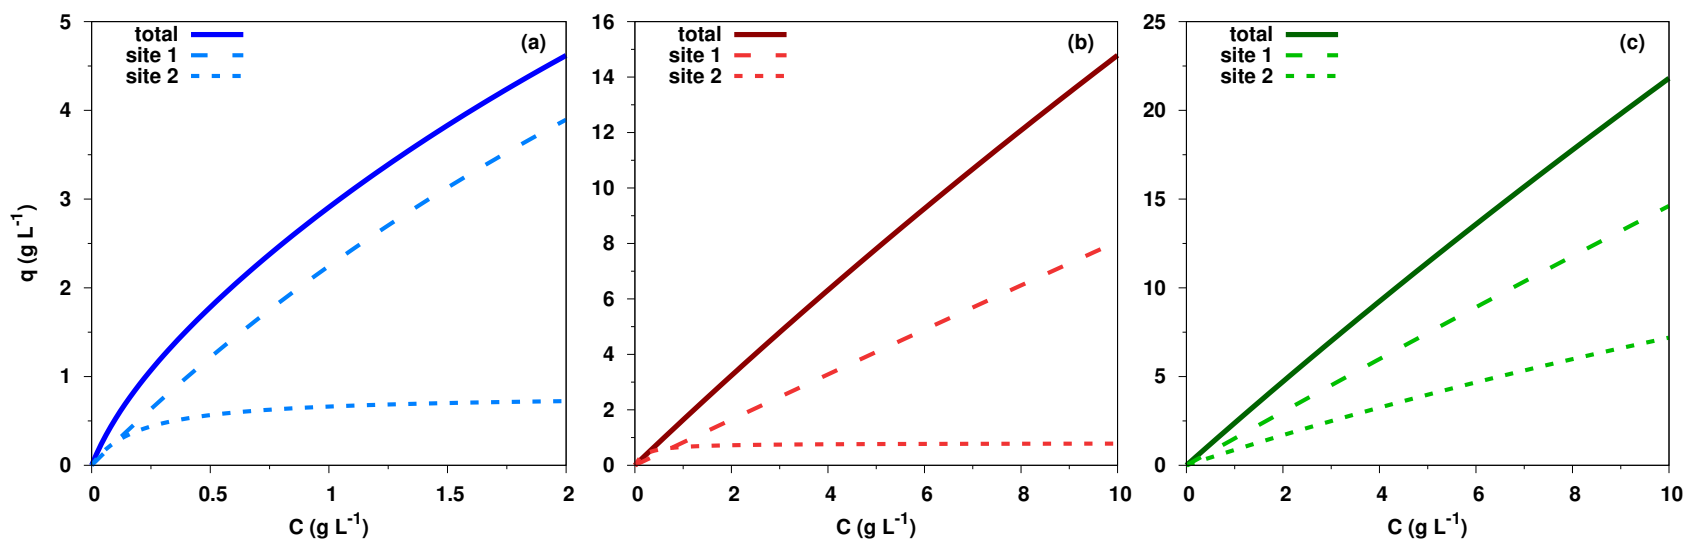 total
site 1
site 2
(a)
q (g L-1)
5
4
3
2
1
0
0 0.5 1 1.5 2
C (g L-1)
total
site 1
site 2
(b)
16
14
12
10
8
6
4
2
0
0 2 4 6 8 10
C (g L-1)
total
site 1
site 2
(c)
25
20
15
10
5
0
0 2 4 6 8 10
C (g L-1)